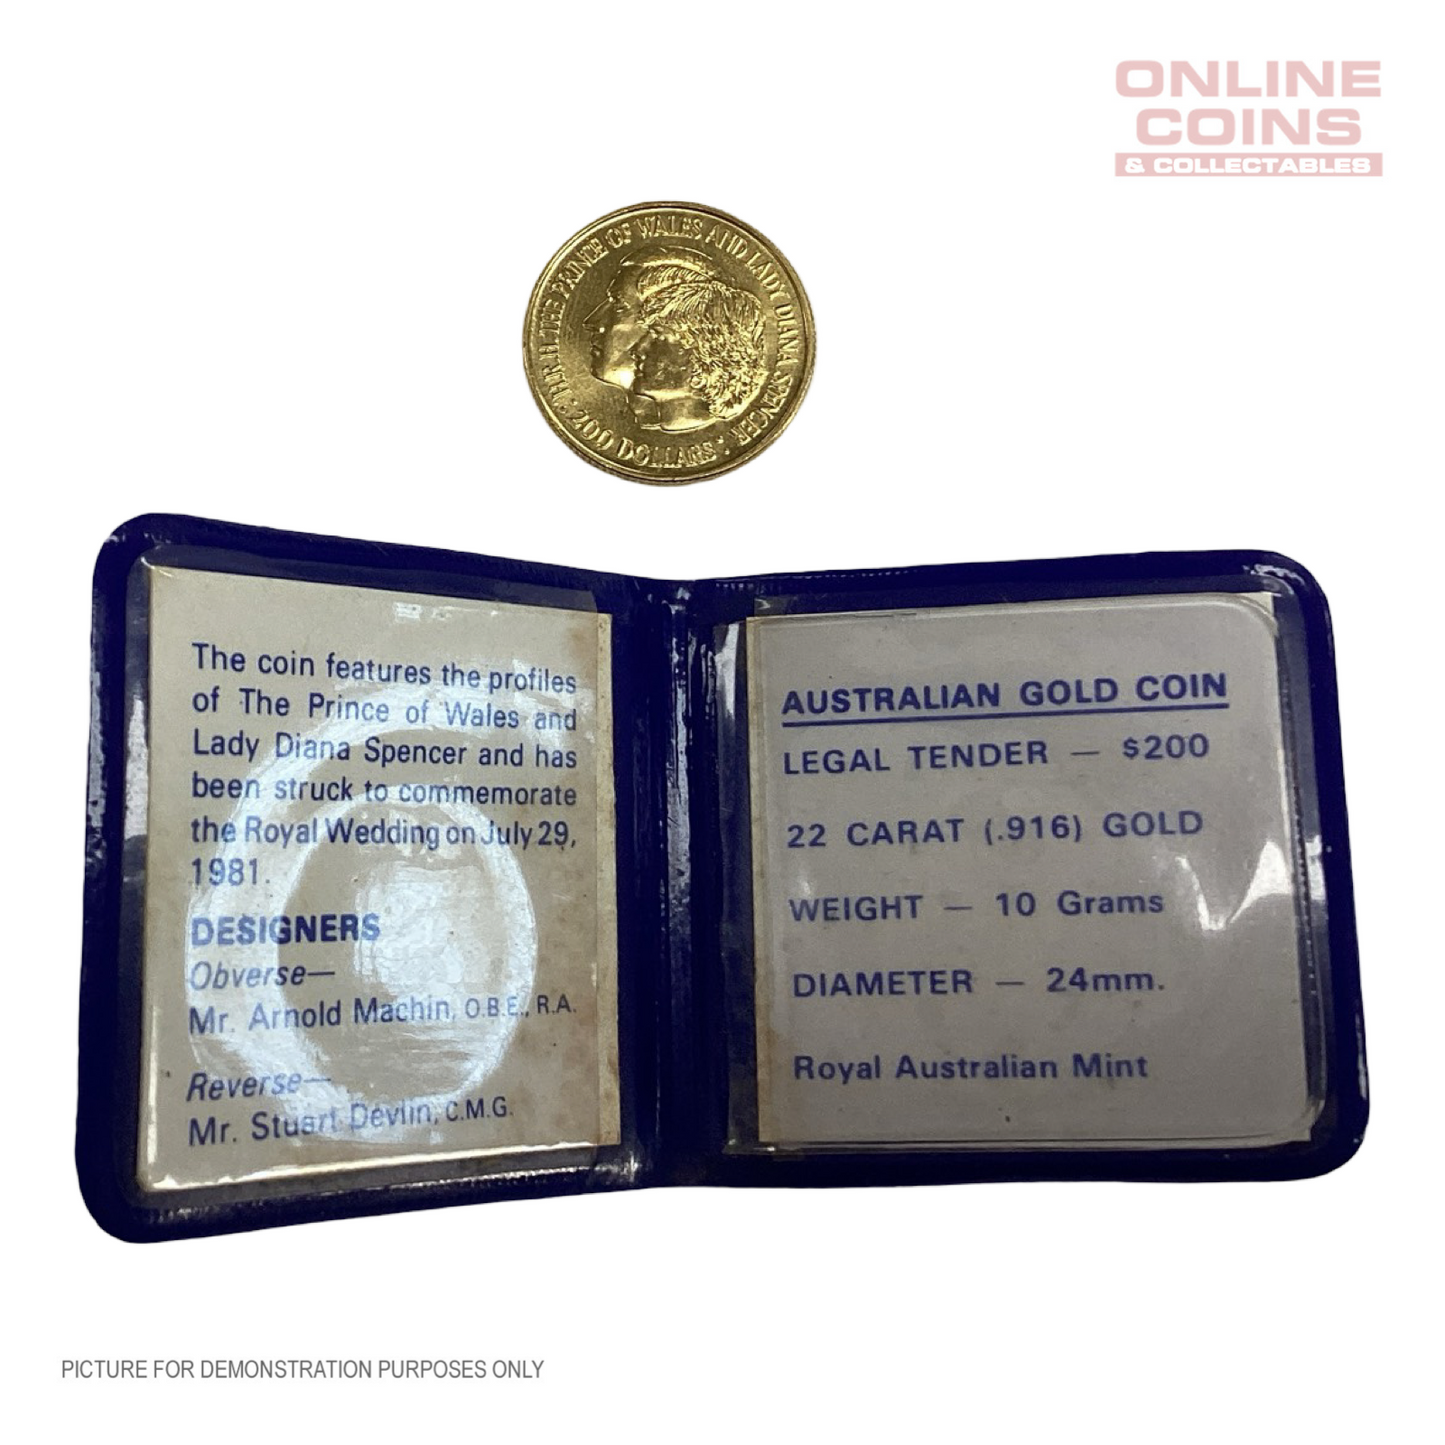 ONLINE
COINS
& COLLECTABLES
H.R.H. THE PRINCE OF WALES AND LADY DIANA SPENCER
· 200 DOLLARS ·
The coin features the profiles
of The Prince of Wales and
Lady Diana Spencer and has
been struck to commemorate
the Royal Wedding on July 29,
1981.
DESIGNERS
Obverse—
Mr. Arnold Machin, O.B.E., R.A.
Reverse—
Mr. Stuart Devlin, C.M.G.
AUSTRALIAN GOLD COIN
LEGAL TENDER — $200
22 CARAT (.916) GOLD
WEIGHT — 10 Grams
DIAMETER — 24mm.
Royal Australian Mint
PICTURE FOR DEMONSTRATION PURPOSES ONLY